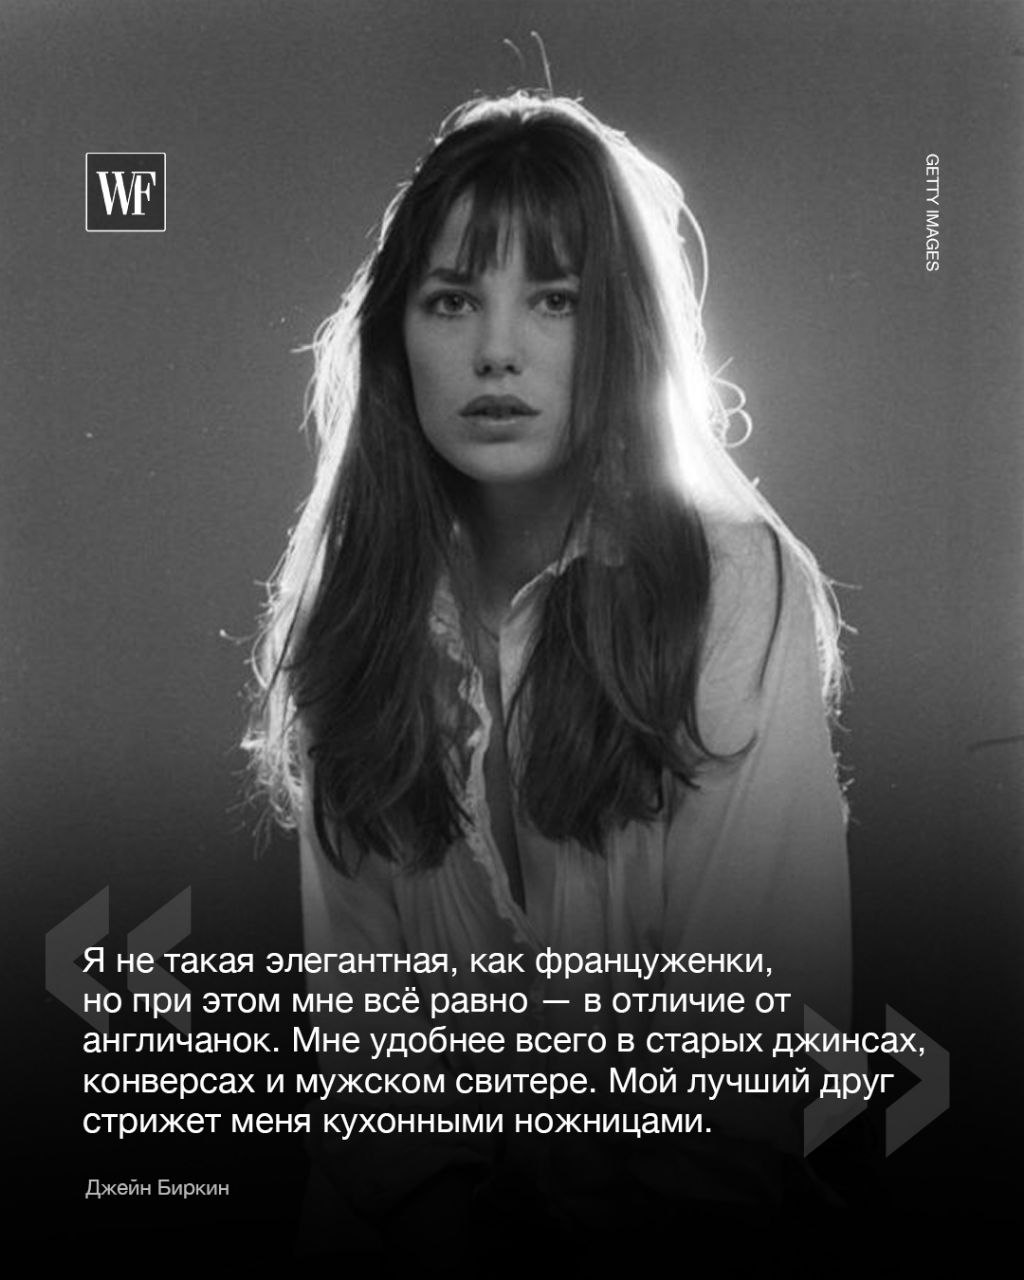 WF
GETTY IMAGES
Я не такая элегантная, как француженки,
но при этом мне всё равно — в отличие от
англичанок. Мне удобнее всего в старых джинсах,
конверсах и мужском свитере. Мой лучший друг
стрижет меня кухонными ножницами.
Джейн Биркин